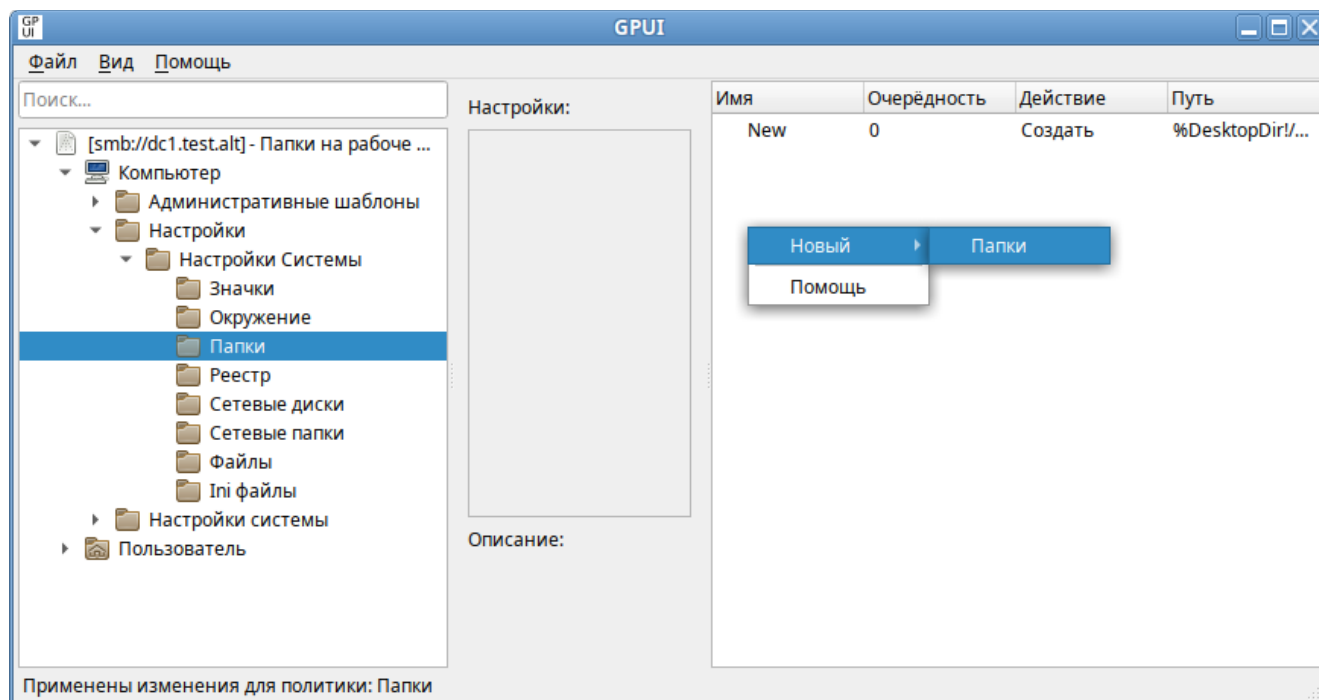 GP
UI
GPUI
Файл Вид Помощь
Поиск...
[smb://dc1.test.alt] - Папки на рабоче ...
Компьютер
Административные шаблоны
Настройки
Настройки Системы
Значки
Окружение
Папки
Реестр
Сетевые диски
Сетевые папки
Файлы
Ini файлы
Настройки системы
Пользователь
Настройки:
Описание:
Имя Очерёдность Действие Путь
New 0 Создать %DesktopDir!/...
Новый Папки
Помощь
Применены изменения для политики: Папки